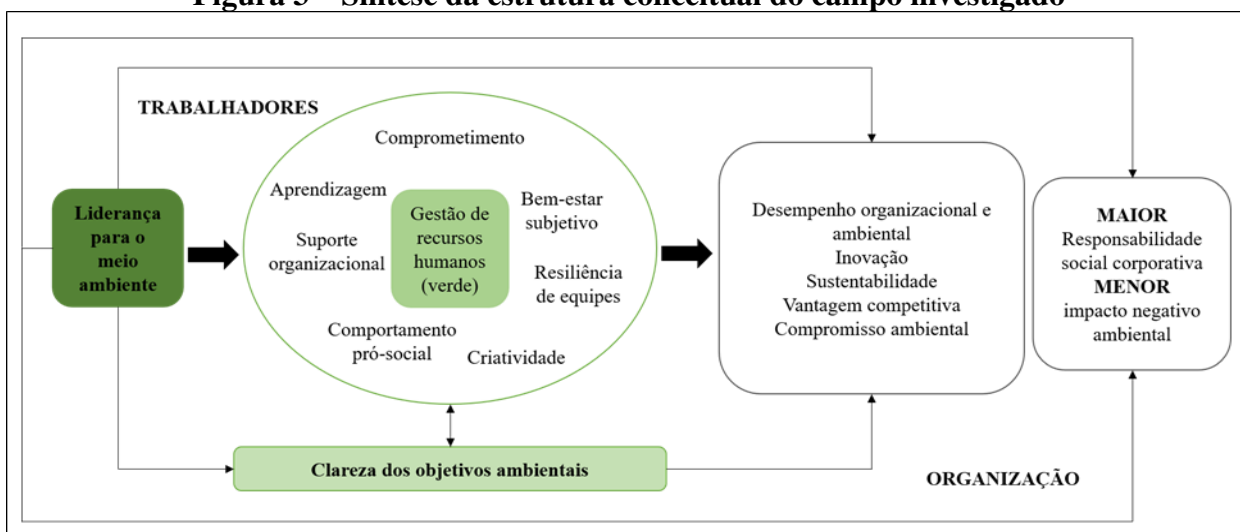 Figura 3 – Síntese da estrutura conceitual do campo investigado
TRABALHADORES
Liderança
para o
meio
ambiente
Comprometimento
Aprendizagem
Suporte
organizacional
Gestão de
recursos
humanos
(verde)
Bem-estar
subjetivo
Resiliência
de equipes
Comportamento
pró-social
Criatividade
Clareza dos objetivos ambientais
Desempenho organizacional e
ambiental
Inovação
Sustentabilidade
Vantagem competitiva
Compromisso ambiental
MAIOR
Responsabilidade
social corporativa
MENOR
impacto negativo
ambiental
ORGANIZAÇÃO